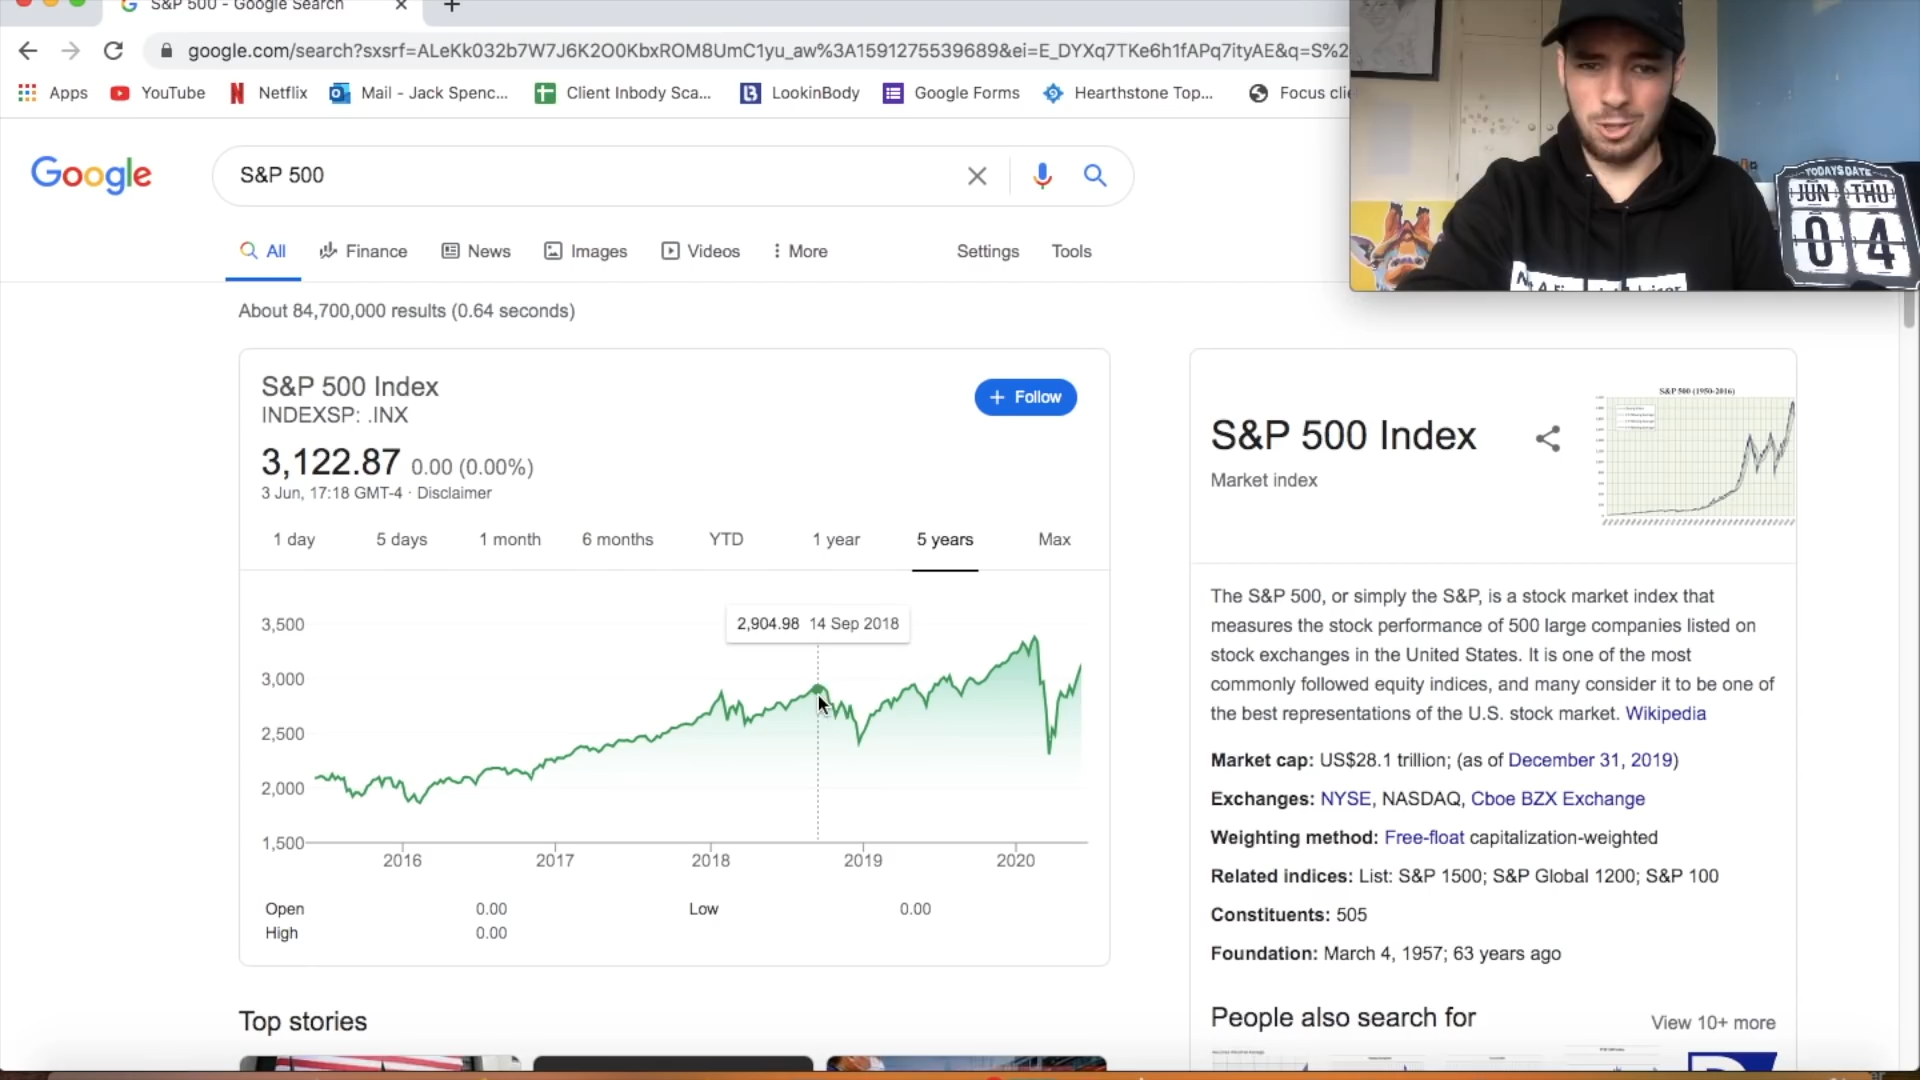 S&P 500 - Google Search
google.com/search?sxsrf=ALeKk032b7W7J6K2O0KbxROM8UmC1yu_aw%3A1591275539689&ei=E_DYXq7TKe6h1fAPq7ityAE&q=S%2
Apps YouTube Netflix Mail - Jack Spenc... Client Inbody Sca... LookinBody Google Forms Hearthstone Top... Focus clie
TODAYS DATE
JUN THU
04
Google
S&P 500
All Finance News Images Videos More Settings Tools
About 84,700,000 results (0.64 seconds)
S&P 500 Index
INDEXSP: .INX
Follow
3,122.87 0.00 (0.00%)
3 Jun, 17:18 GMT-4 · Disclaimer
1 day 5 days 1 month 6 months YTD 1 year 5 years Max
2,904.98 14 Sep 2018
3,500
3,000
2,500
2,000
1,500
2016 2017 2018 2019 2020
Open 0.00 Low 0.00
High 0.00
Top stories
S&P 500 (1950-2016)
S&P 500 Index
Market index
The S&P 500, or simply the S&P, is a stock market index that
measures the stock performance of 500 large companies listed on
stock exchanges in the United States. It is one of the most
commonly followed equity indices, and many consider it to be one of
the best representations of the U.S. stock market. Wikipedia
Market cap: US$28.1 trillion; (as of December 31, 2019)
Exchanges: NYSE, NASDAQ, Cboe BZX Exchange
Weighting method: Free-float capitalization-weighted
Related indices: List: S&P 1500; S&P Global 1200; S&P 100
Constituents: 505
Foundation: March 4, 1957; 63 years ago
People also search for View 10+ more